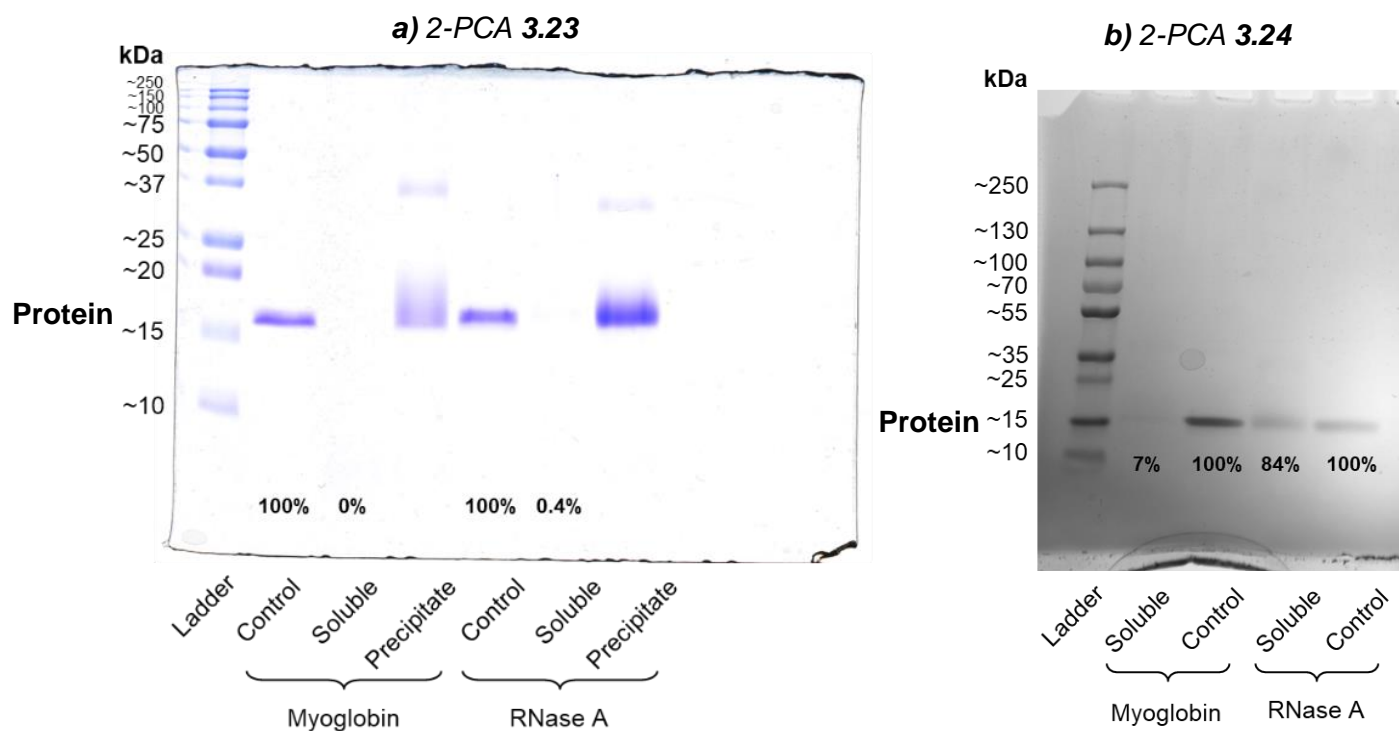 a) 2-PCA 3.23
kDa
~250
~150
~100
~75
~50
~37
~25
~20
Protein
~15
~10
100% 0% 100% 0.4%
Ladder
Control
Soluble
Precipitate
Control
Soluble
Precipitate
Myoglobin
RNase A
b) 2-PCA 3.24
kDa
~250
~130
~100
~70
~55
~35
~25
Protein ~15
~10
7% 100% 84% 100%
Ladder
Soluble
Control
Soluble
Control
Myoglobin
RNase A